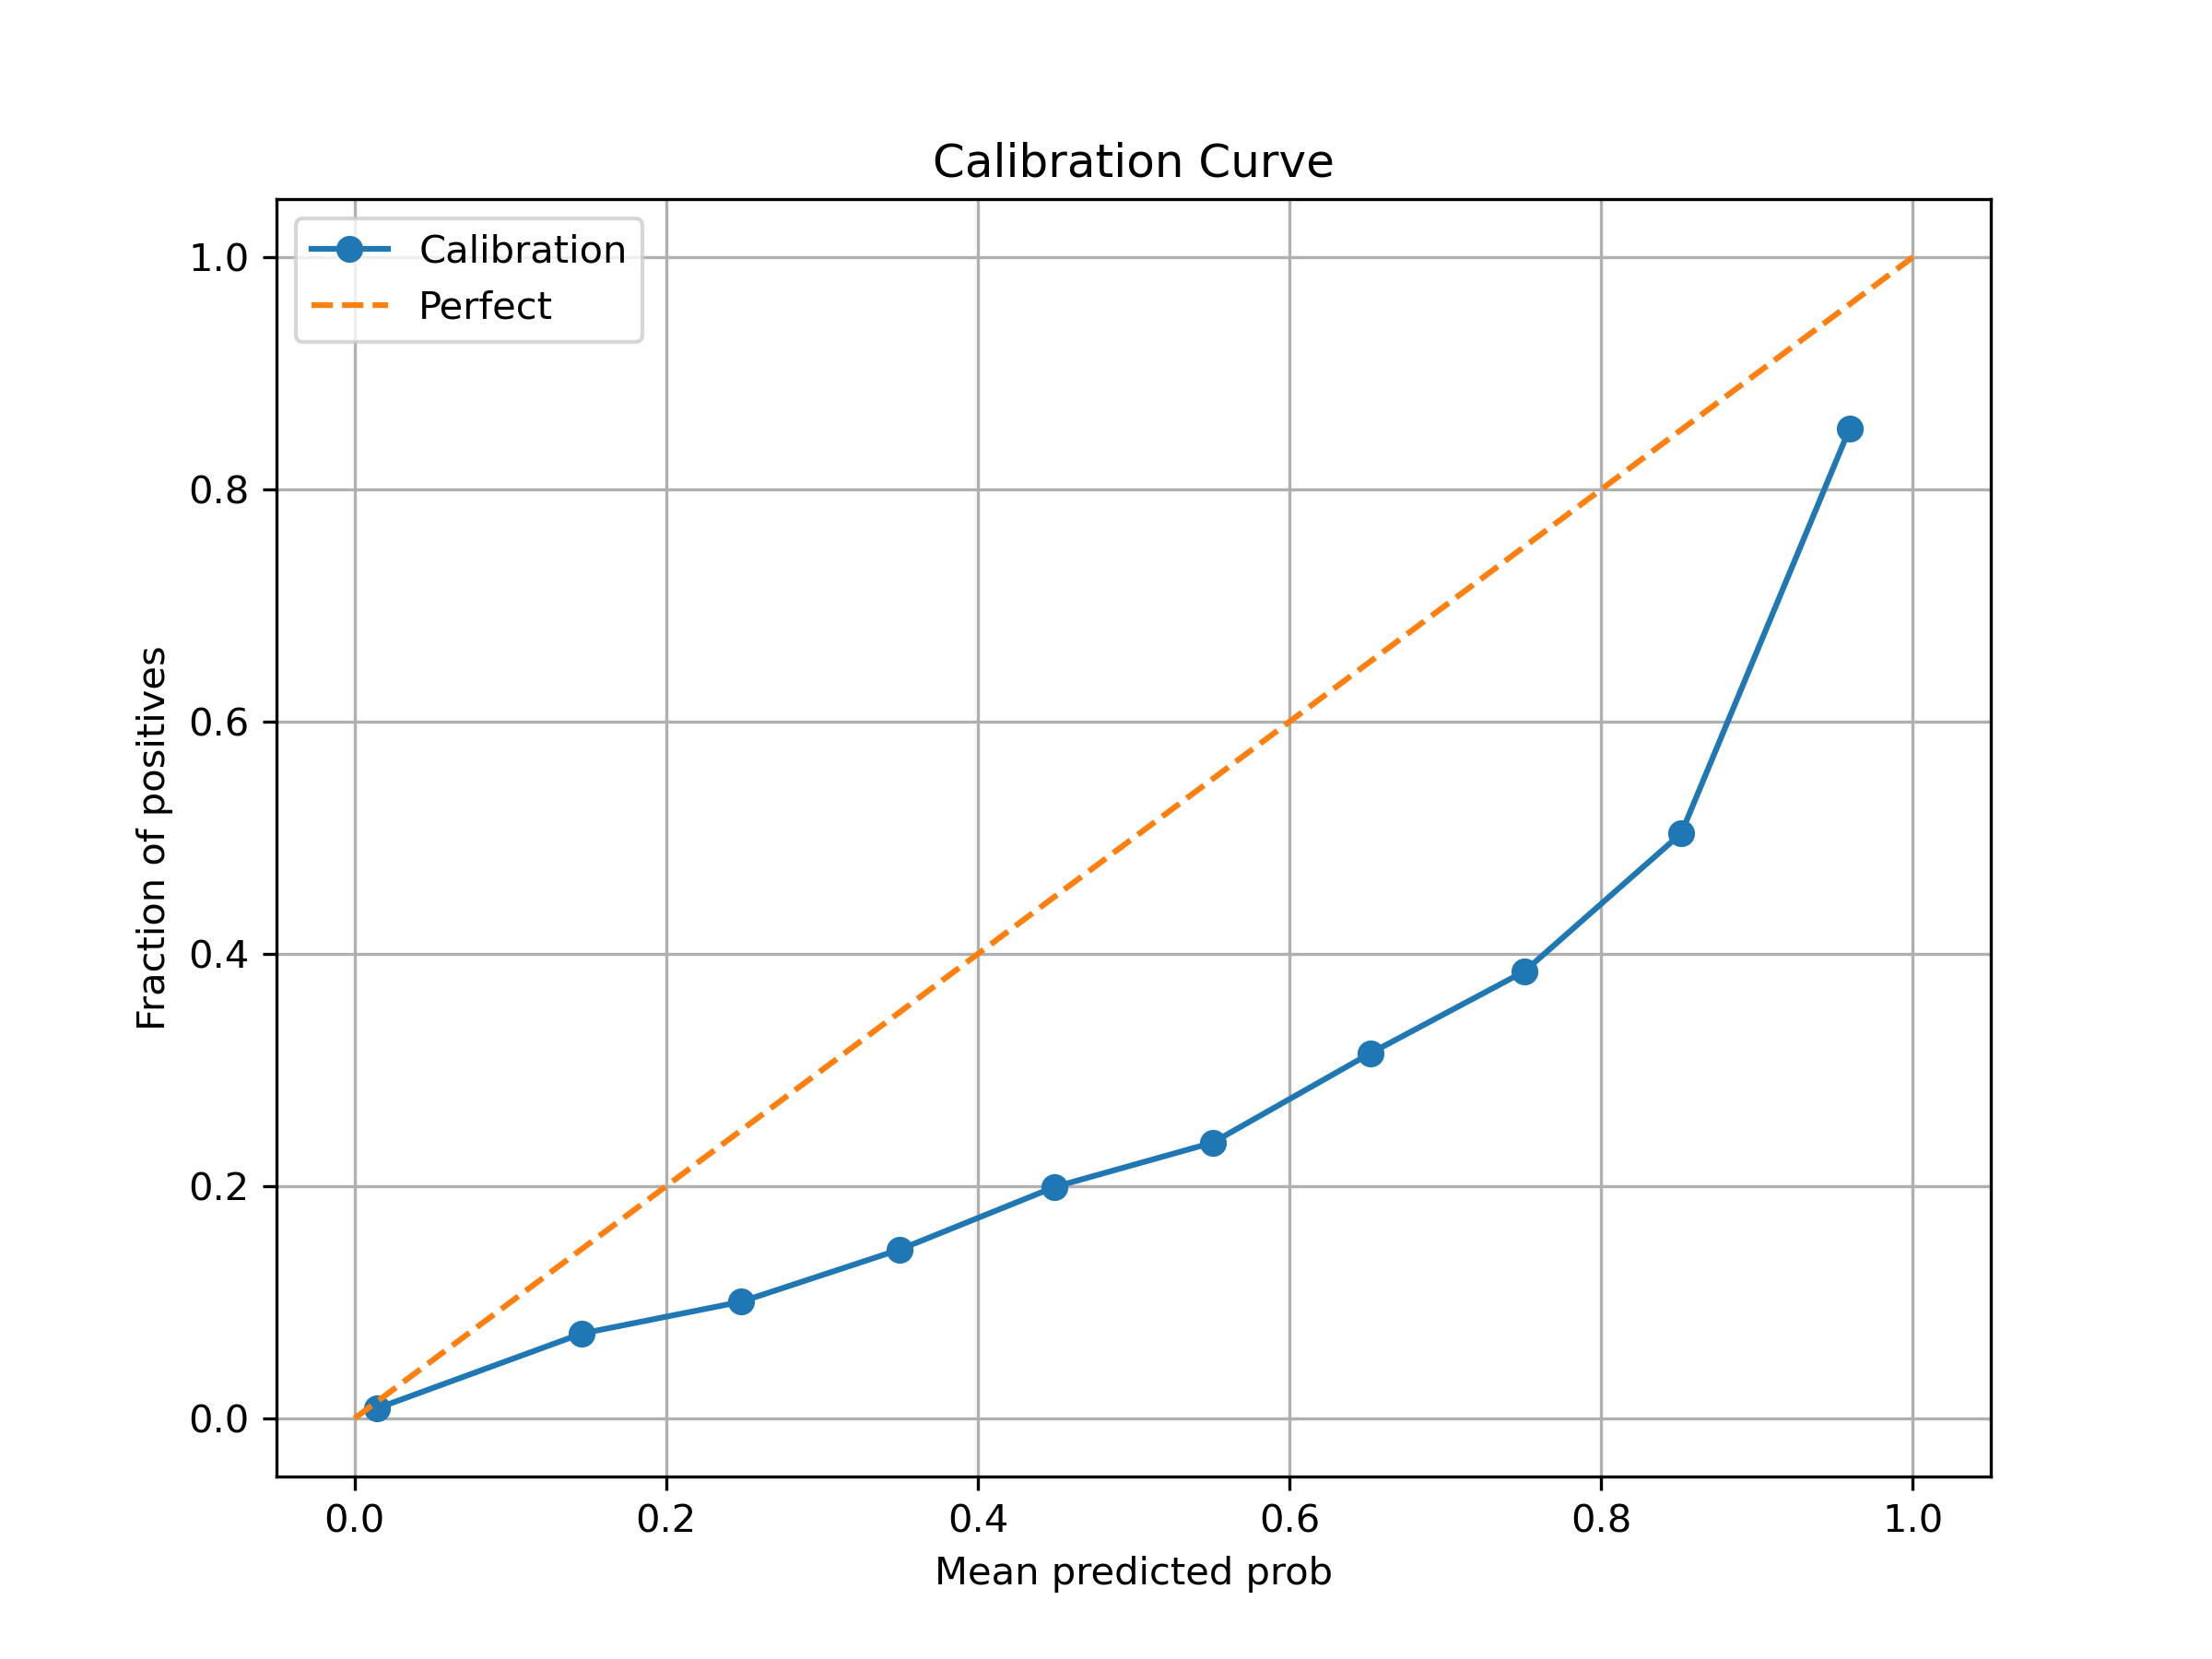 Calibration Curve
Calibration
Perfect
1.0
0.8
0.6
0.4
0.2
0.0
Fraction of positives
0.0 0.2 0.4 0.6 0.8 1.0
Mean predicted prob